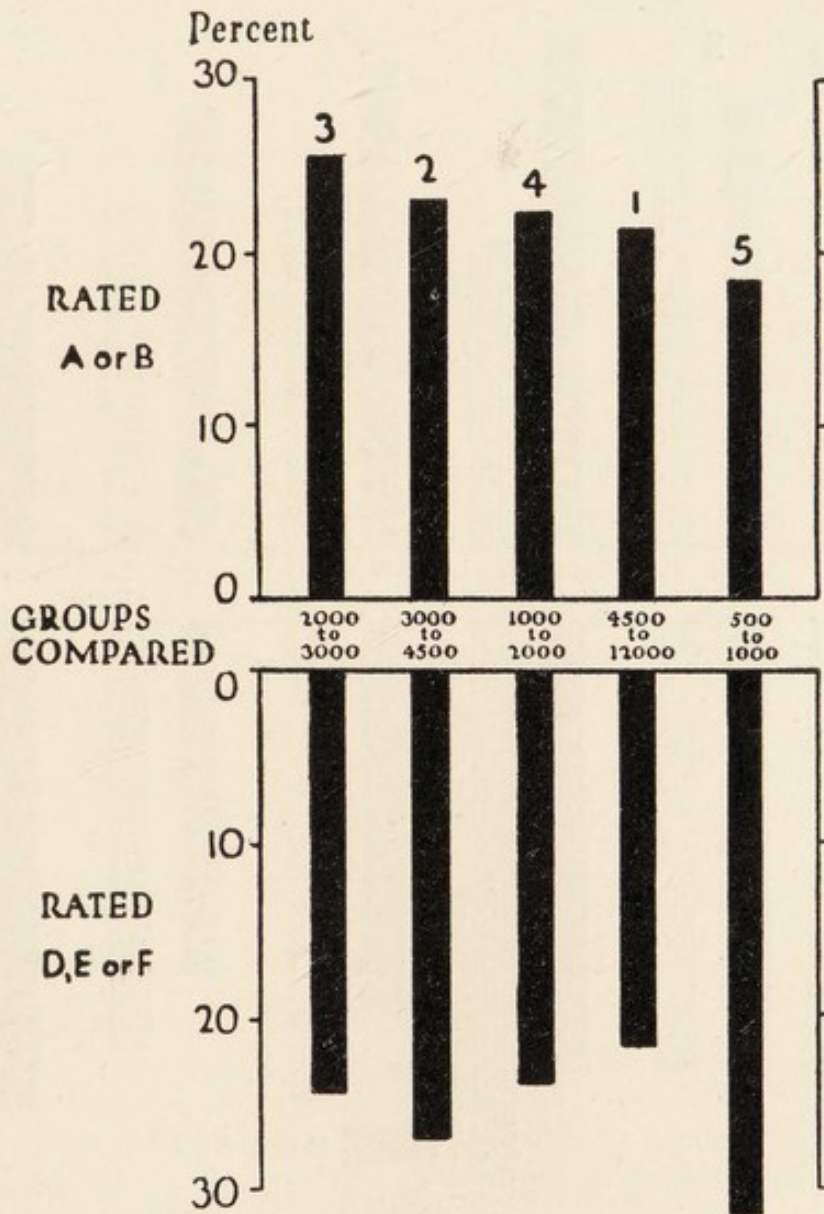 Percent
30
3
2
4
1
5
20
RATED
A or B
10
0
GROUPS COMPARED
2000 to 3000
3000 to 4500
1000 to 2000
4500 to 12000
500 to 1000
0
10
RATED
D, E or F
20
30